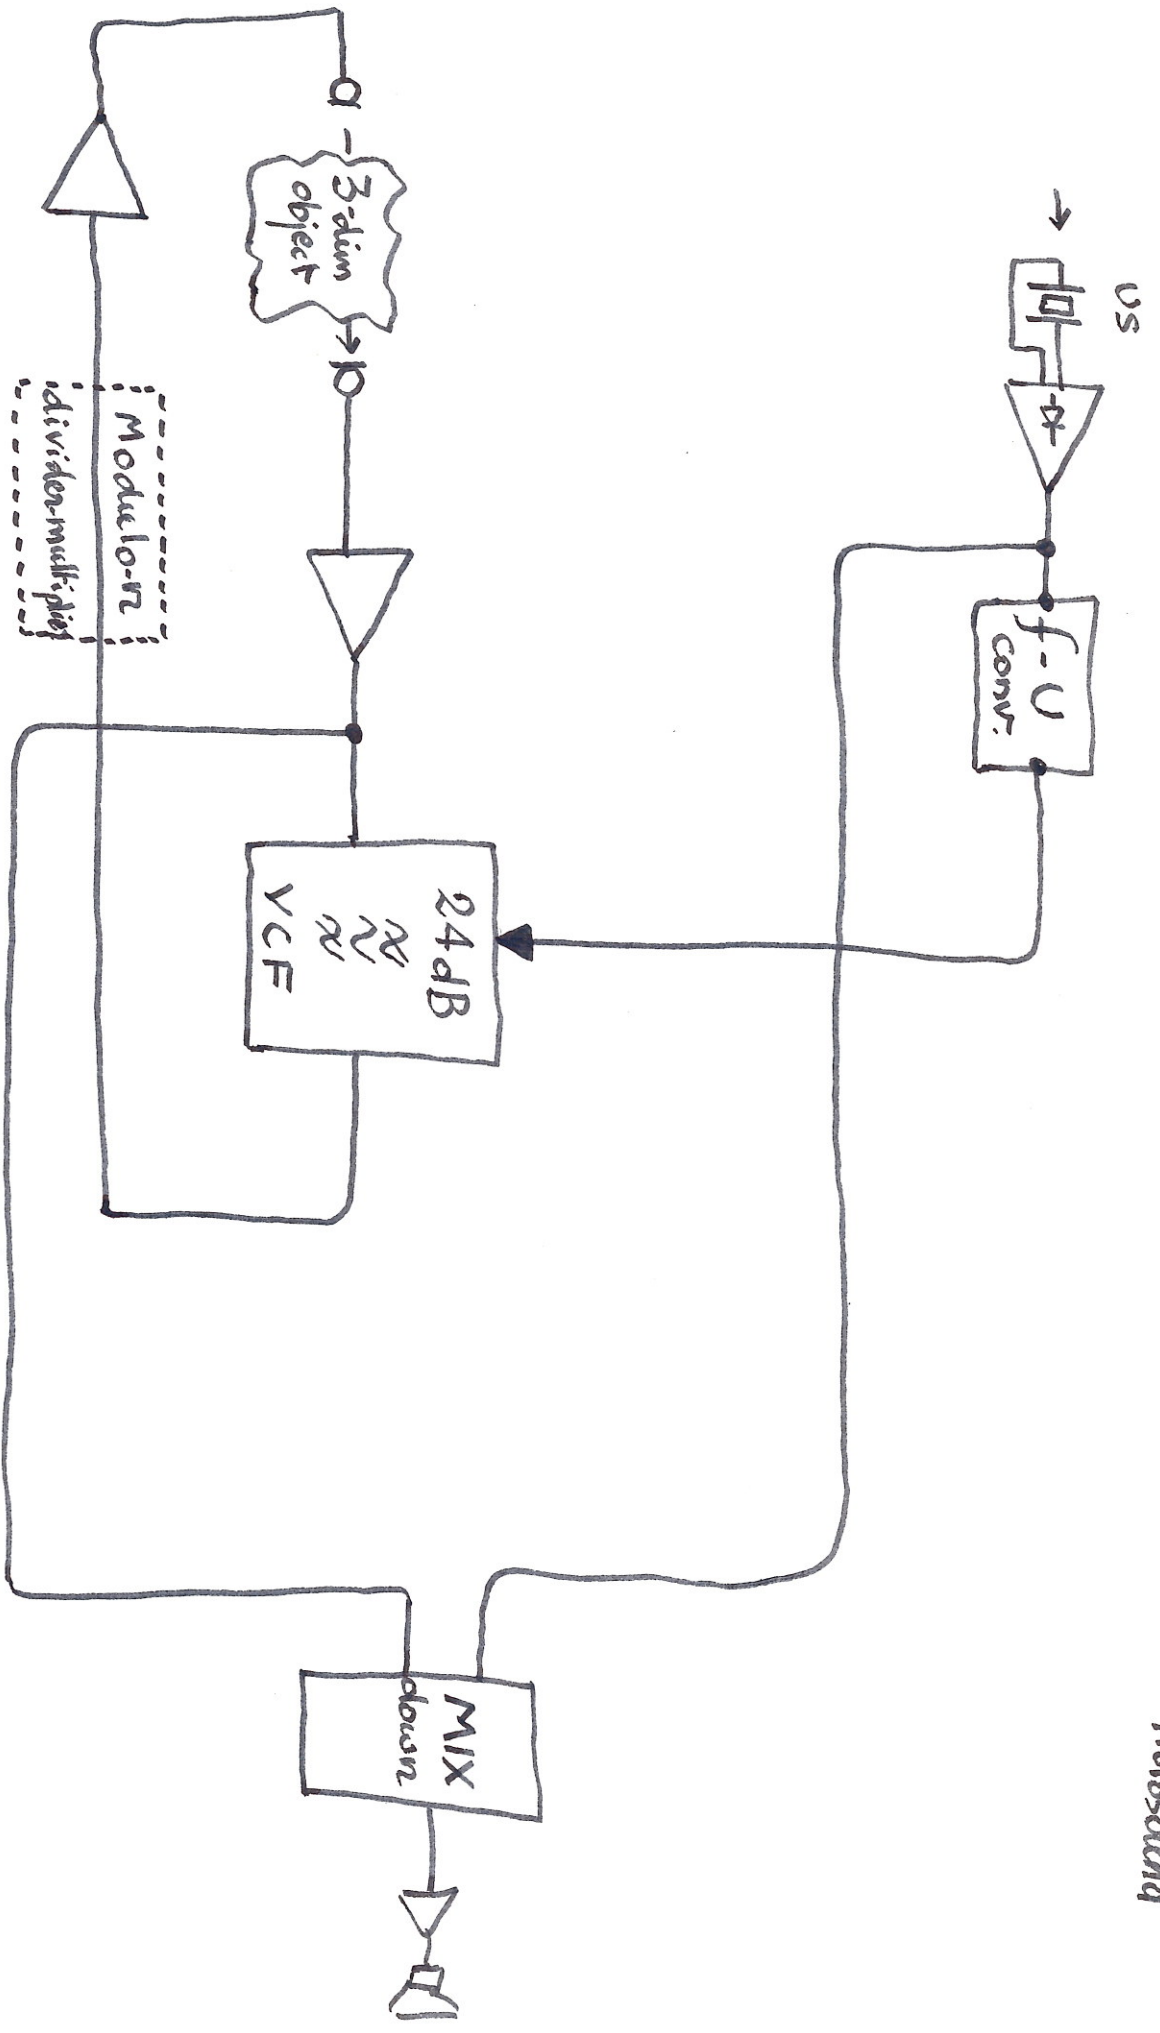 US
f-U
conv.
3-dim
object
24dB
VCF
Modulo-n
divider-multiplier
MIX
down